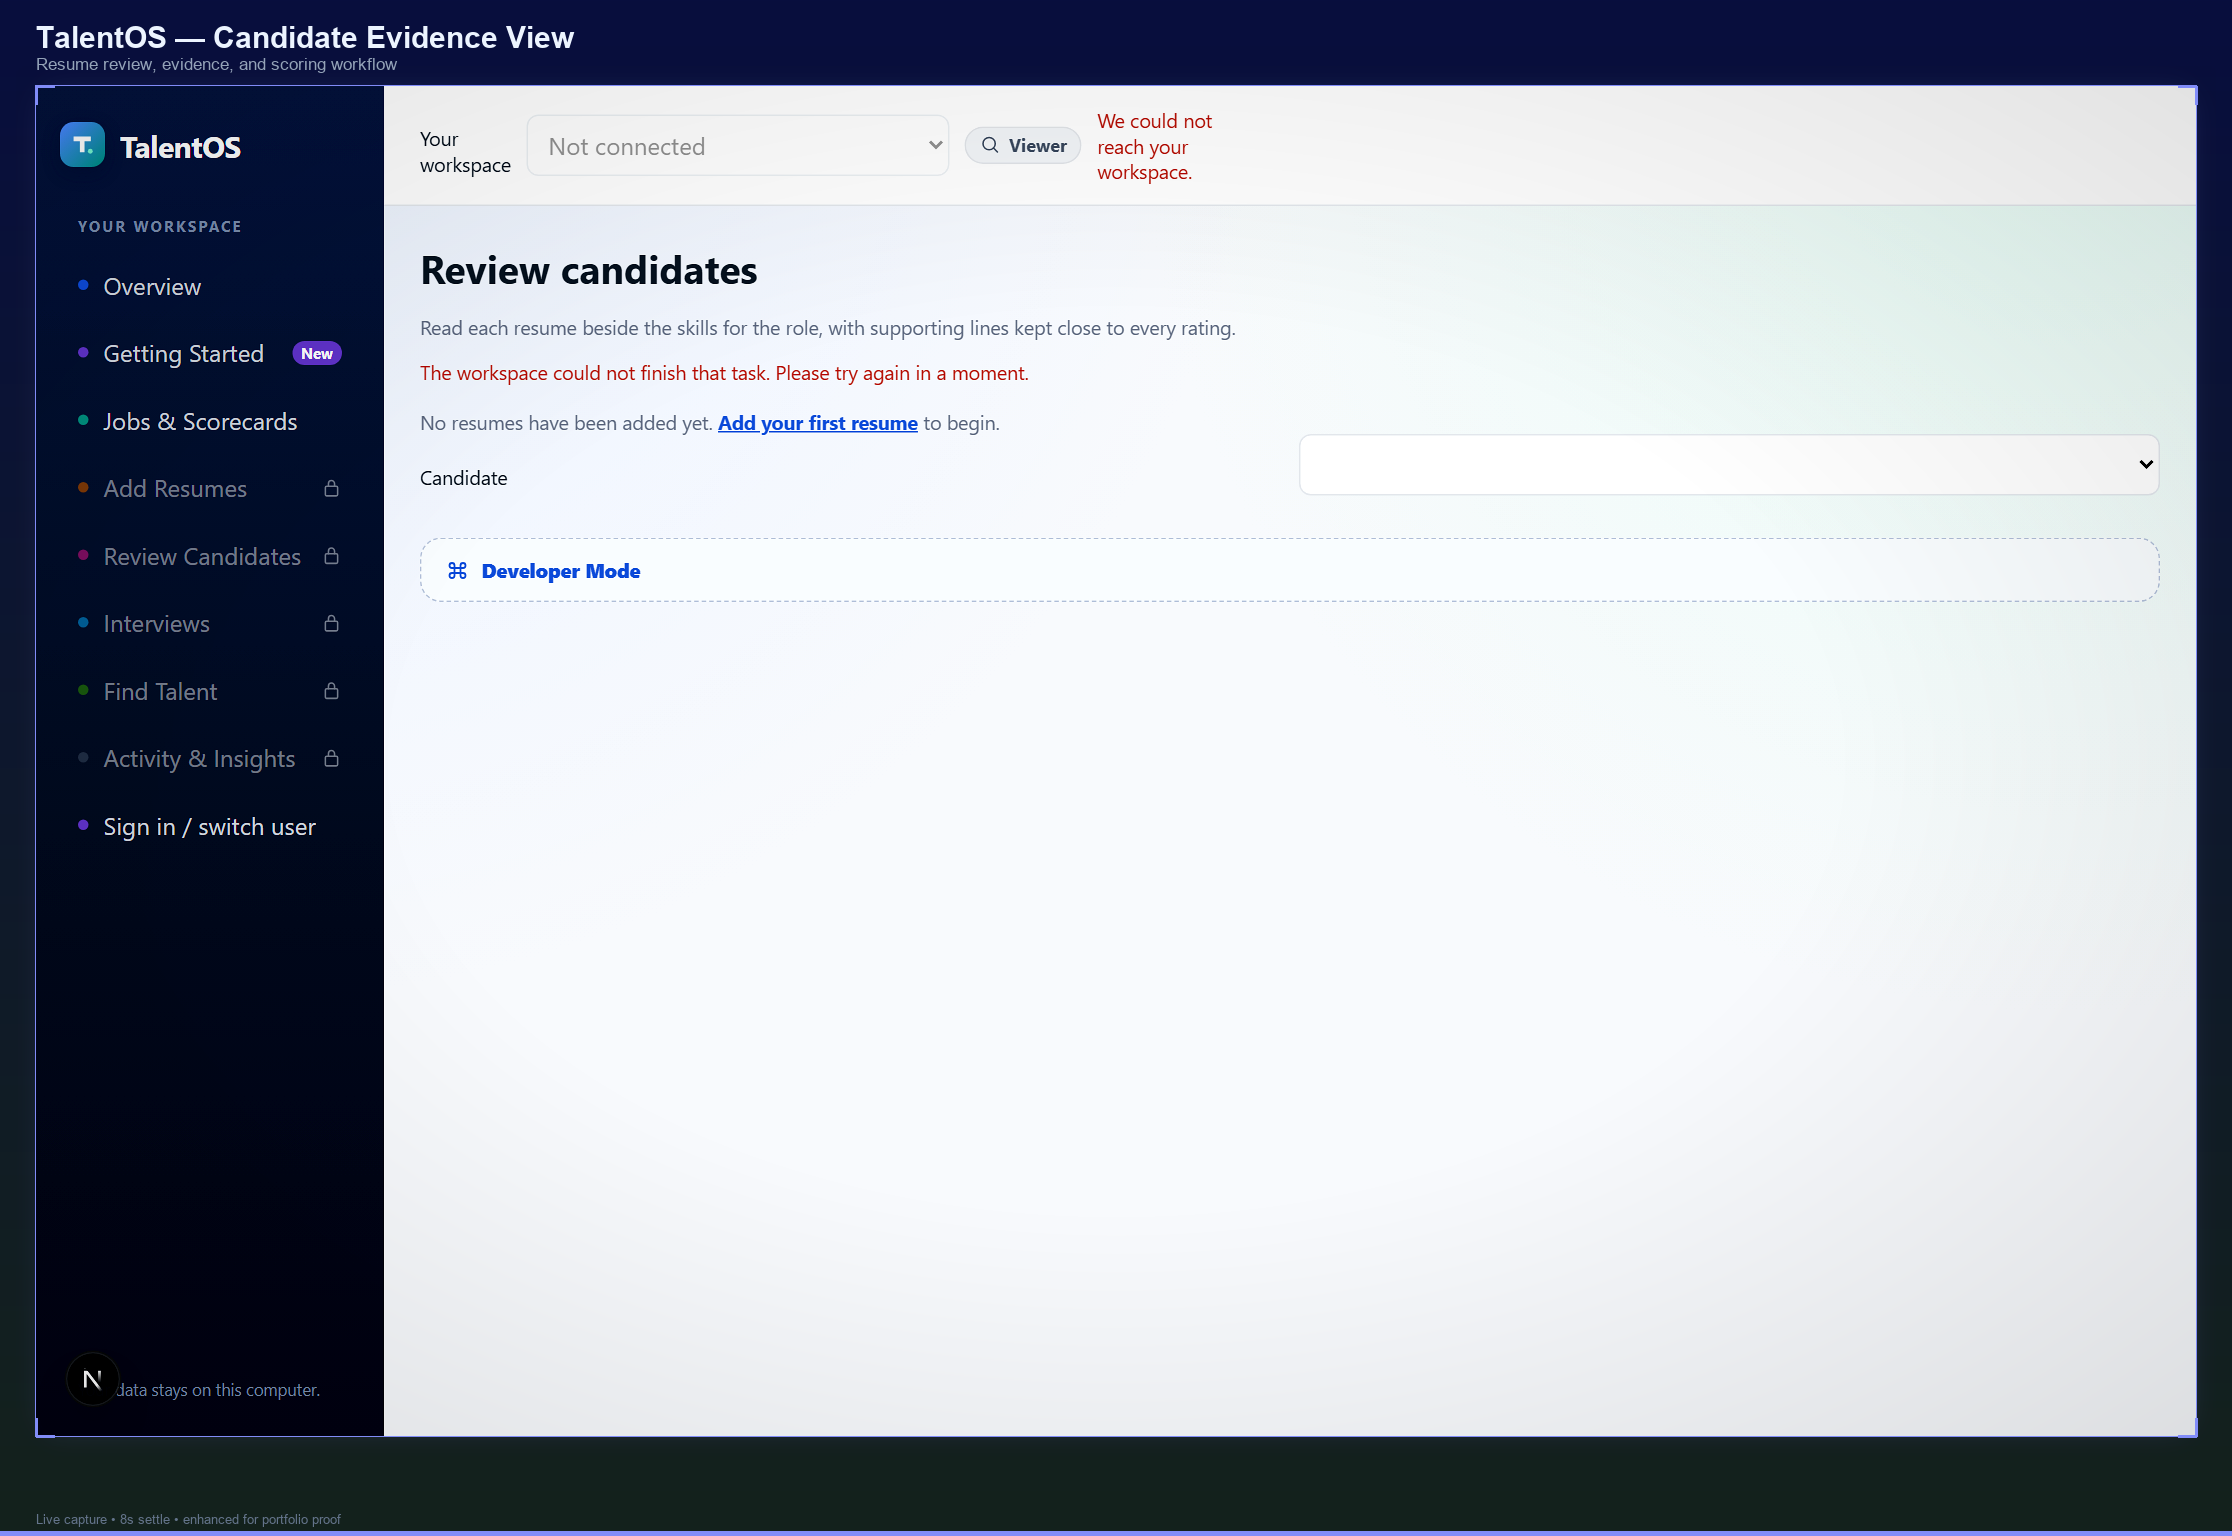 TalentOS — Candidate Evidence View
Resume review, evidence, and scoring workflow
T.
TalentOS
YOUR WORKSPACE
Overview
Getting Started New
Jobs & Scorecards
Add Resumes
Review Candidates
Interviews
Find Talent
Activity & Insights
Sign in / switch user
N
data stays on this computer.
Your
workspace
Not connected
Viewer
We could not
reach your
workspace.
Review candidates
Read each resume beside the skills for the role, with supporting lines kept close to every rating.
The workspace could not finish that task. Please try again in a moment.
No resumes have been added yet. Add your first resume to begin.
Candidate
⌘ Developer Mode
Live capture • 8s settle • enhanced for portfolio proof